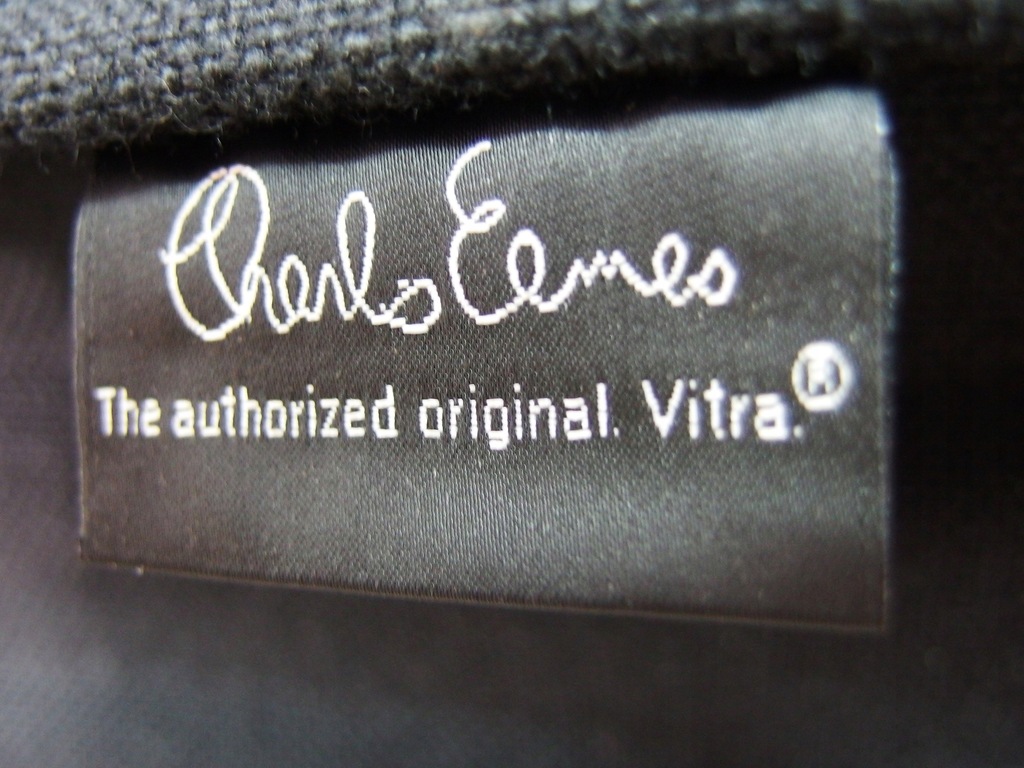 Charles Eames
The authorized original. Vitra.®